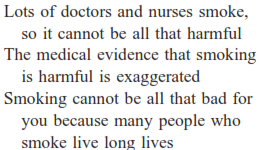 Lots of doctors and nurses smoke,
so it cannot be all that harmful
The medical evidence that smoking
is harmful is exaggerated
Smoking cannot be all that bad for
you because many people who
smoke live long lives